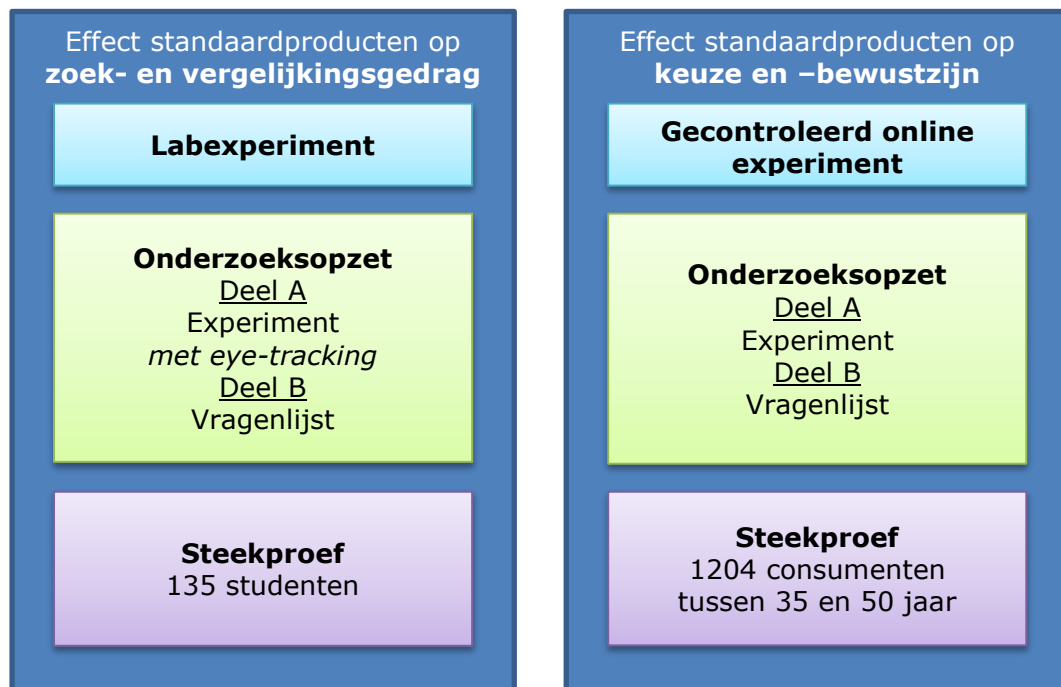 Effect standaardproducten op
zoek- en vergelijkingsgedrag
Labexperiment
Onderzoeksopzet
Deel A
Experiment
met eye-tracking
Deel B
Vragenlijst
Steekproef
135 studenten
Effect standaardproducten op
keuze en –bewustzijn
Gecontroleerd online
experiment
Onderzoeksopzet
Deel A
Experiment
Deel B
Vragenlijst
Steekproef
1204 consumenten
tussen 35 en 50 jaar